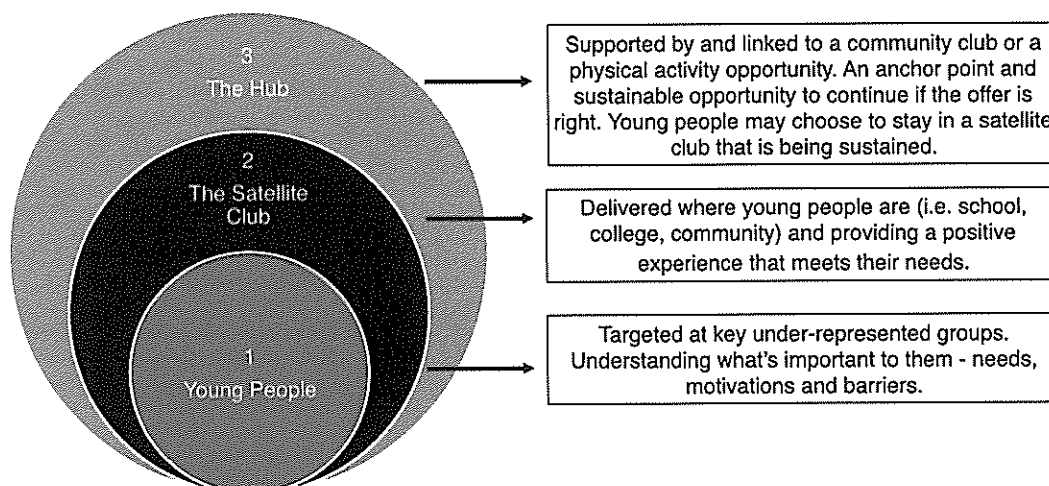 3
The Hub
Supported by and linked to a community club or a
physical activity opportunity. An anchor point and
sustainable opportunity to continue if the offer is
right. Young people may choose to stay in a satellite
club that is being sustained.
2
The Satellite
Club
Delivered where young people are (i.e. school,
college, community) and providing a positive
experience that meets their needs.
1
Young People
Targeted at key under-represented groups.
Understanding what's important to them - needs,
motivations and barriers.